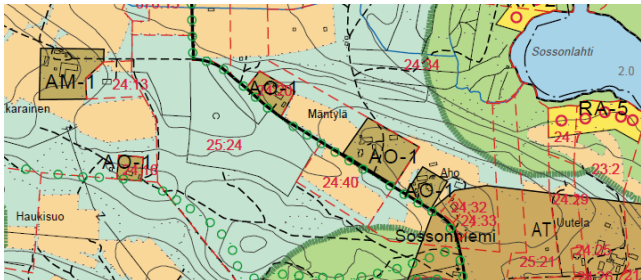 Sossonlahti
2.0
24:34
AM-1
24:13
AO-1
RA-5
karainen
Mäntylä
24:7
25:24
AO-1
AO-1
Aho
23:2
24:40
AO-1
24:29
Haukisuo
24:32
24:33
AT
Uutela
Sossonniemi
24:25
25:21